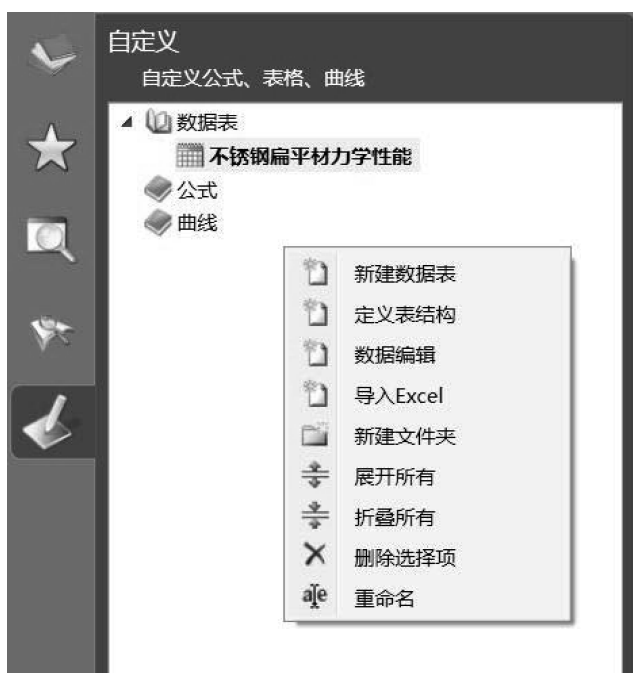 自定义
自定义公式、表格、曲线
数据表
不锈钢扁平材力学性能
公式
曲线
新建数据表
定义表结构
数据编辑
导入Excel
新建文件夹
展开所有
折叠所有
删除选择项
重命名